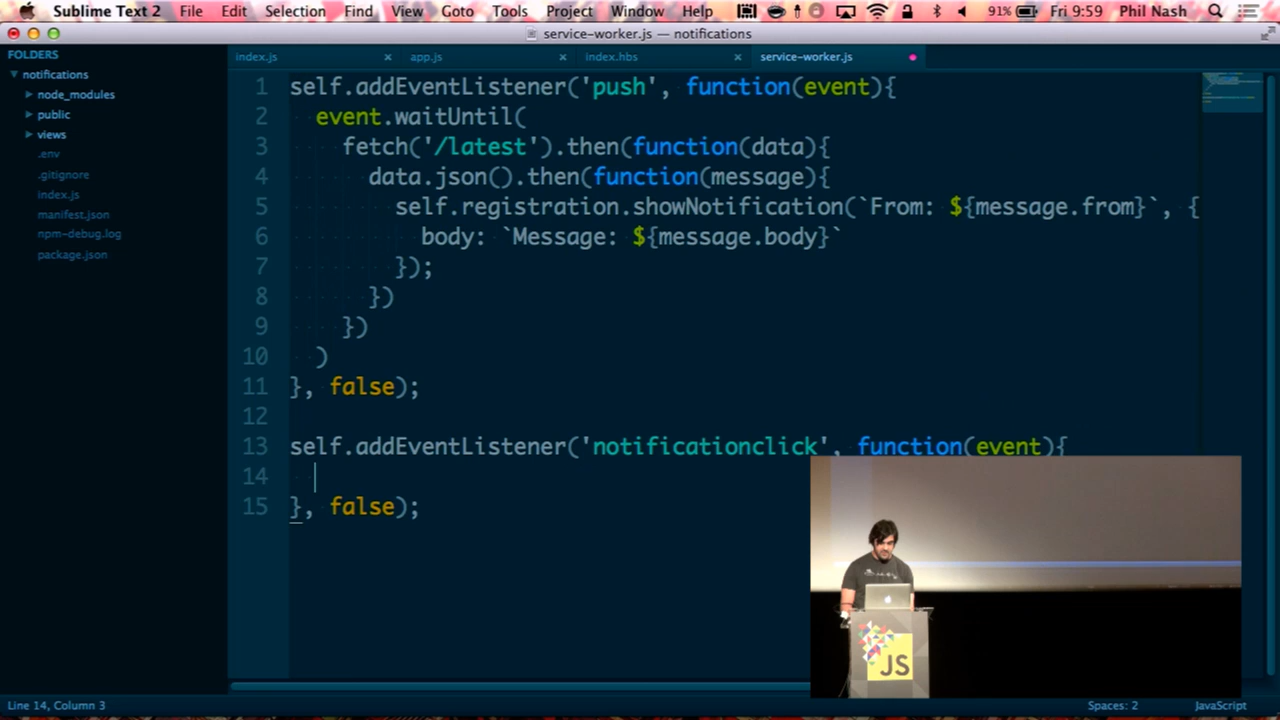 Sublime Text 2 File Edit Selection Find View Goto Tools Project Window Help 91% Fri 9:59 Phil Nash
service-worker.js — notifications
FOLDERS
notifications
node_modules
public
views
.env
.gitignore
index.js
manifest.json
npm-debug.log
package.json
index.js × app.js × index.hbs × service-worker.js
1 self.addEventListener('push', function(event){
2 event.waitUntil(
3 fetch('/latest').then(function(data){
4 data.json().then(function(message){
5 self.registration.showNotification(`From: ${message.from}`, {
6 body: `Message: ${message.body}`
7 });
8 })
9 })
10 )
11 }, false);
12
13 self.addEventListener('notificationclick', function(event){
14
15 }, false);
JS
Line 14, Column 3
Spaces: 2 JavaScript